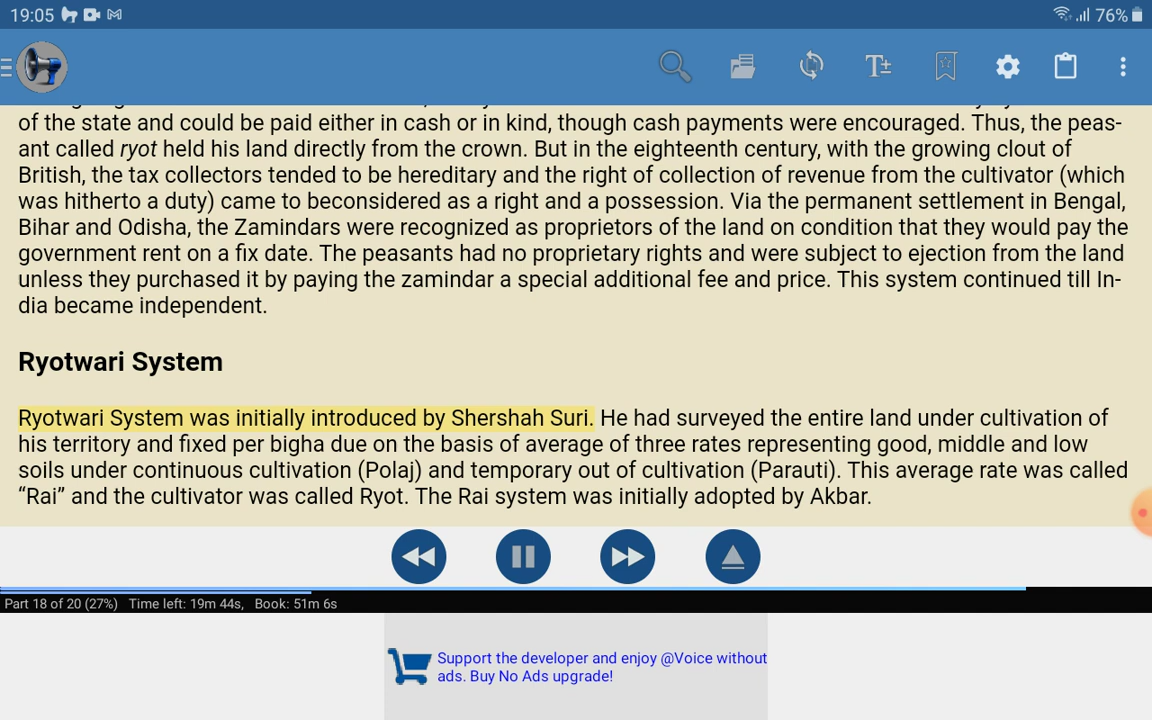 19:05
76%
T±
of the state and could be paid either in cash or in kind, though cash payments were encouraged. Thus, the peas-
ant called ryot held his land directly from the crown. But in the eighteenth century, with the growing clout of
British, the tax collectors tended to be hereditary and the right of collection of revenue from the cultivator (which
was hitherto a duty) came to beconsidered as a right and a possession. Via the permanent settlement in Bengal,
Bihar and Odisha, the Zamindars were recognized as proprietors of the land on condition that they would pay the
government rent on a fix date. The peasants had no proprietary rights and were subject to ejection from the land
unless they purchased it by paying the zamindar a special additional fee and price. This system continued till In-
dia became independent.
Ryotwari System
Ryotwari System was initially introduced by Shershah Suri. He had surveyed the entire land under cultivation of
his territory and fixed per bigha due on the basis of average of three rates representing good, middle and low
soils under continuous cultivation (Polaj) and temporary out of cultivation (Parauti). This average rate was called
“Rai” and the cultivator was called Ryot. The Rai system was initially adopted by Akbar.
Part 18 of 20 (27%) Time left: 19m 44s, Book: 51m 6s
Support the developer and enjoy @Voice without
ads. Buy No Ads upgrade!